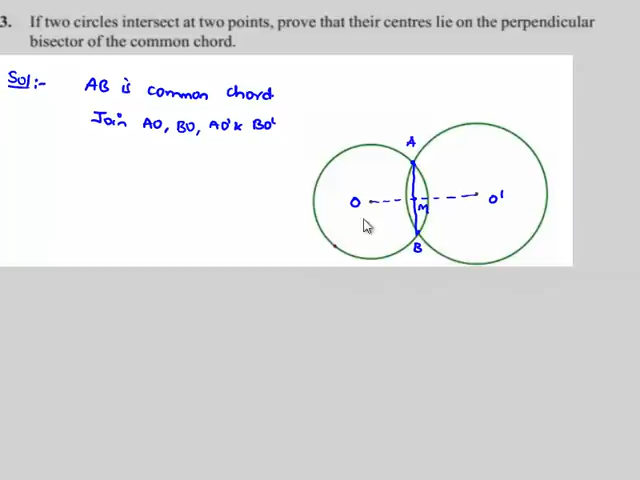 3. If two circles intersect at two points, prove that their centres lie on the perpendicular
bisector of the common chord.
Sol:-
AB is common chord
Join AO, BO, AO' & BO'
A
O
M
O'
B